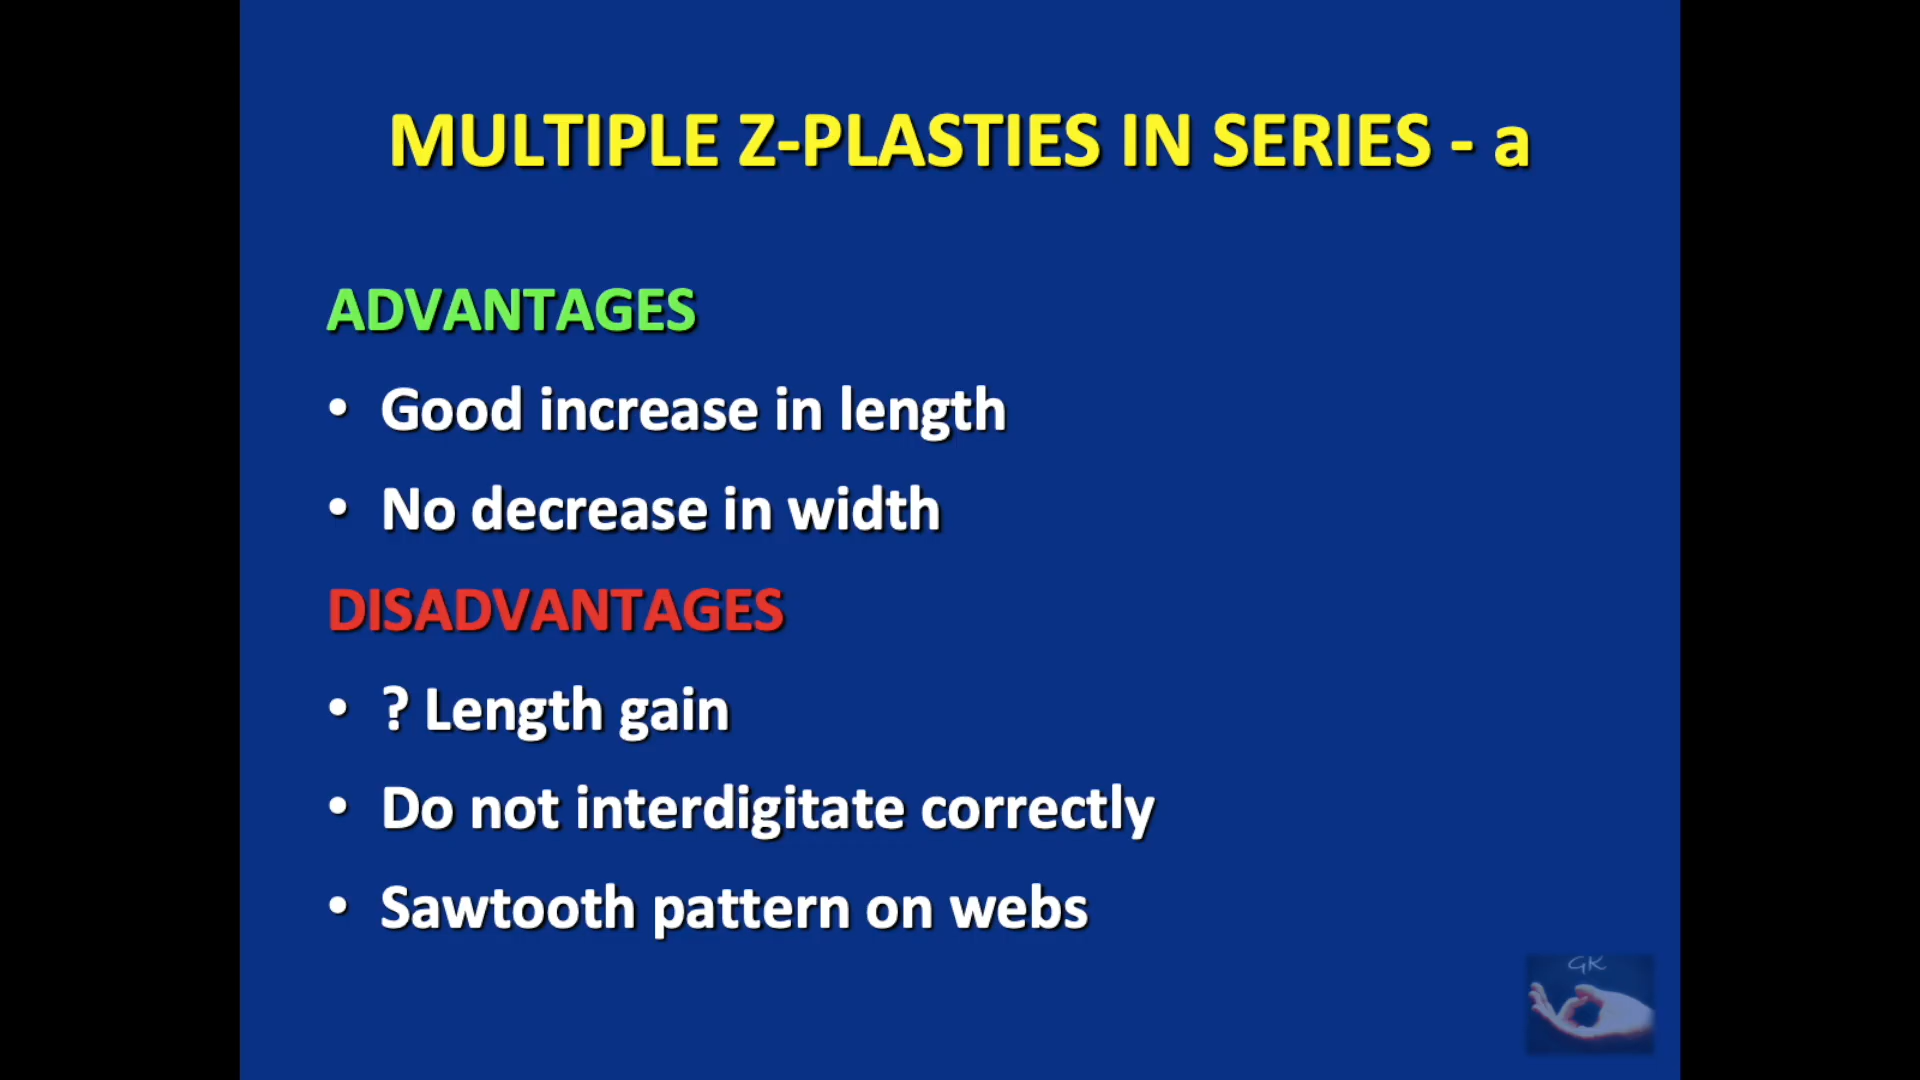 MULTIPLE Z-PLASTIES IN SERIES - a
ADVANTAGES
• Good increase in length
• No decrease in width
DISADVANTAGES
• ? Length gain
• Do not interdigitate correctly
• Sawtooth pattern on webs
GK